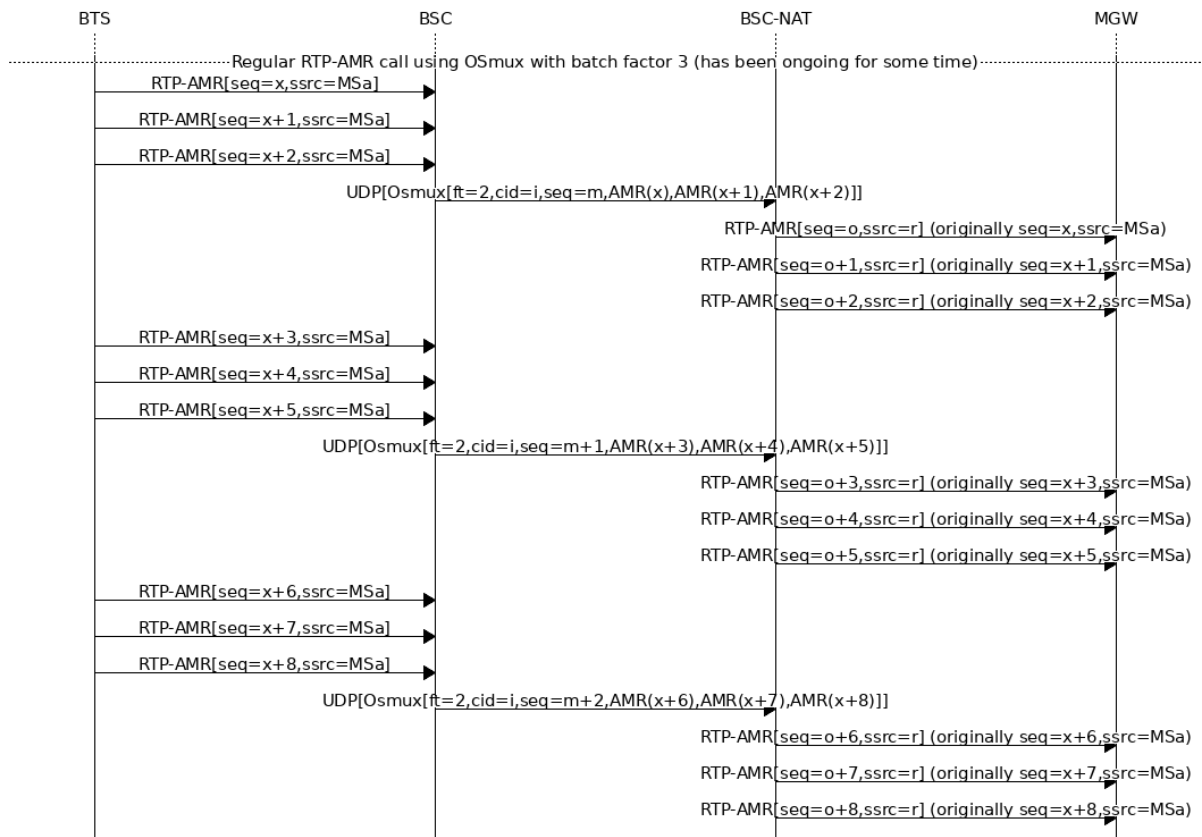 BTS BSC BSC-NAT MGW
Regular RTP-AMR call using OSmux with batch factor 3 (has been ongoing for some time)
RTP-AMR[seq=x,ssrc=MSa]
RTP-AMR[seq=x+1,ssrc=MSa]
RTP-AMR[seq=x+2,ssrc=MSa]
UDP[Osmux[ft=2,cid=i,seq=m,AMR(x),AMR(x+1),AMR(x+2)]]
RTP-AMR[seq=o,ssrc=r] (originally seq=x,ssrc=MSa)
RTP-AMR[seq=o+1,ssrc=r] (originally seq=x+1,ssrc=MSa)
RTP-AMR[seq=o+2,ssrc=r] (originally seq=x+2,ssrc=MSa)
RTP-AMR[seq=x+3,ssrc=MSa]
RTP-AMR[seq=x+4,ssrc=MSa]
RTP-AMR[seq=x+5,ssrc=MSa]
UDP[Osmux[ft=2,cid=i,seq=m+1,AMR(x+3),AMR(x+4),AMR(x+5)]]
RTP-AMR[seq=o+3,ssrc=r] (originally seq=x+3,ssrc=MSa)
RTP-AMR[seq=o+4,ssrc=r] (originally seq=x+4,ssrc=MSa)
RTP-AMR[seq=o+5,ssrc=r] (originally seq=x+5,ssrc=MSa)
RTP-AMR[seq=x+6,ssrc=MSa]
RTP-AMR[seq=x+7,ssrc=MSa]
RTP-AMR[seq=x+8,ssrc=MSa]
UDP[Osmux[ft=2,cid=i,seq=m+2,AMR(x+6),AMR(x+7),AMR(x+8)]]
RTP-AMR[seq=o+6,ssrc=r] (originally seq=x+6,ssrc=MSa)
RTP-AMR[seq=o+7,ssrc=r] (originally seq=x+7,ssrc=MSa)
RTP-AMR[seq=o+8,ssrc=r] (originally seq=x+8,ssrc=MSa)